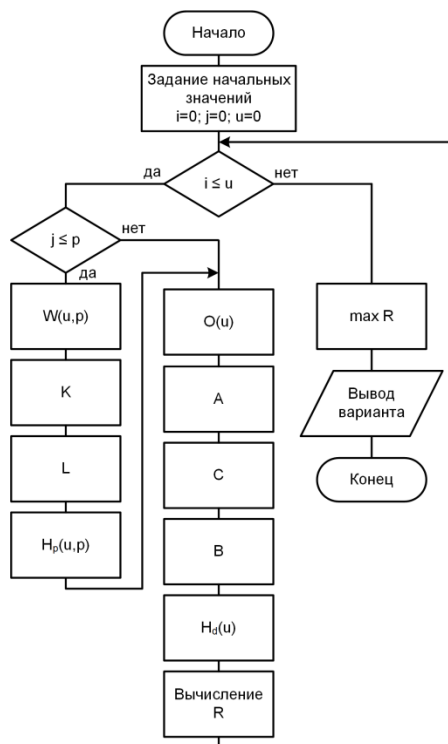 Начало
Задание начальных
значений
i=0; j=0; u=0
да
i ≤ u
нет
j ≤ p
нет
да
W(u,p)
K
L
Hp(u,p)
O(u)
A
C
B
Hd(u)
Вычисление
R
max R
Вывод
варианта
Конец